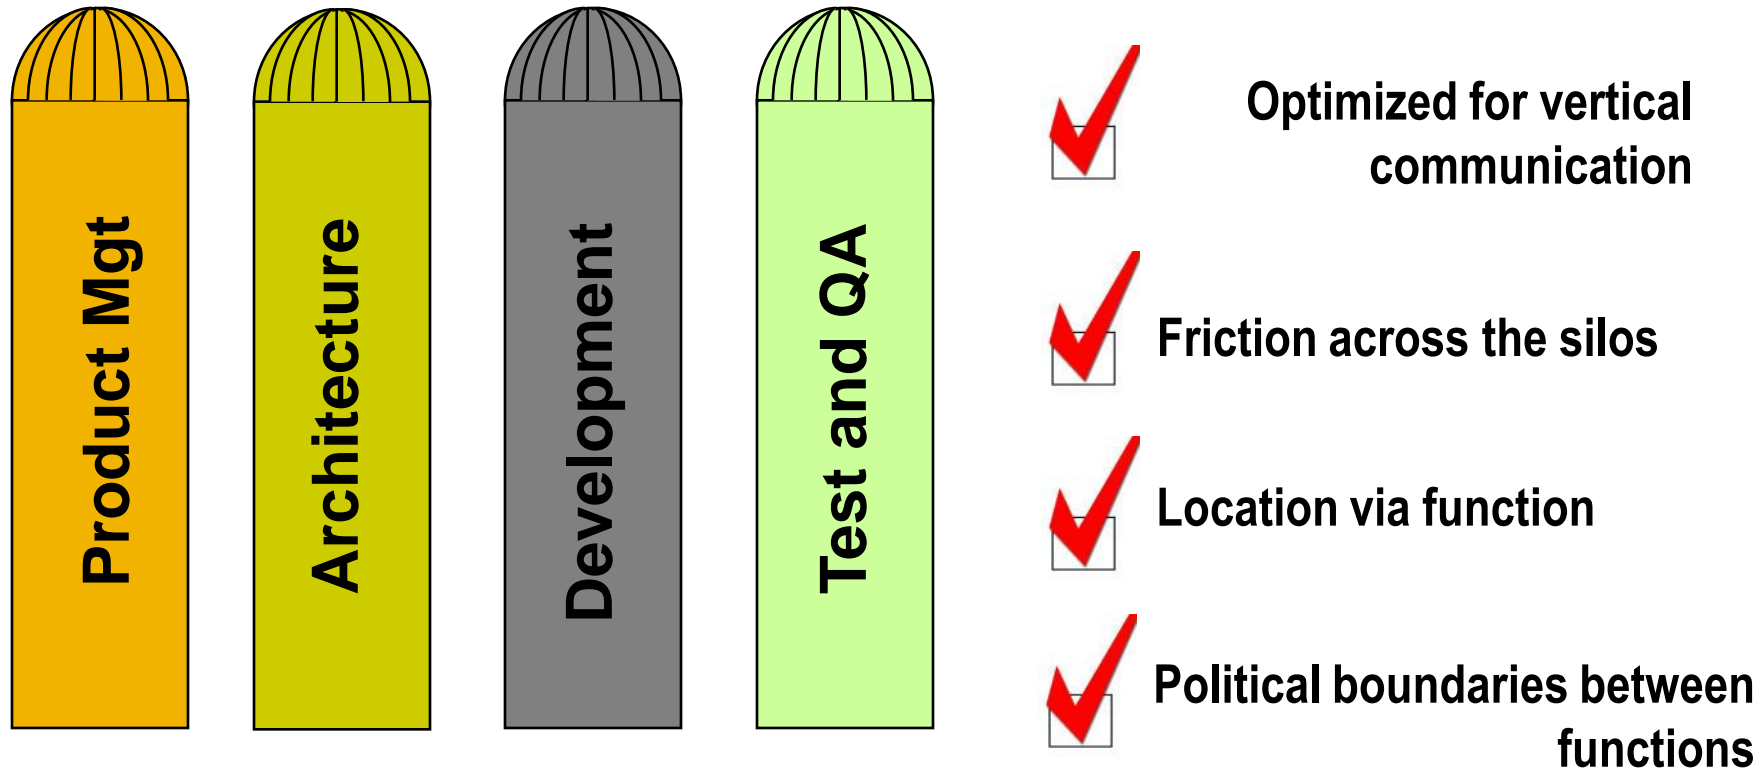 Product Mgt
Architecture
Development
Test and QA
Optimized for vertical
communication
Friction across the silos
Location via function
Political boundaries between
functions